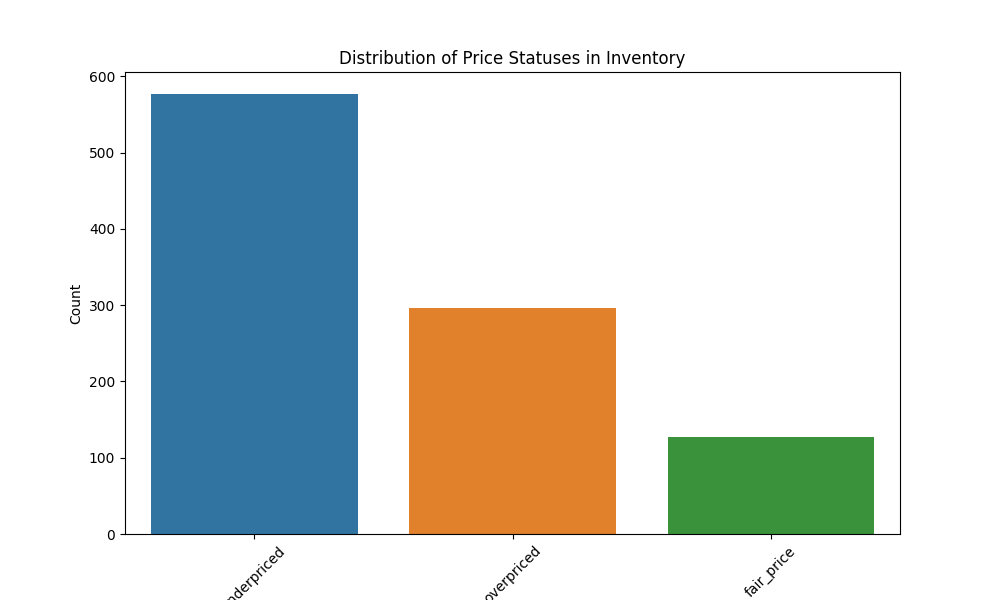 Distribution of Price Statuses in Inventory
600
500
400
300
200
100
0
Count
nderpriced
overpriced
fair_price